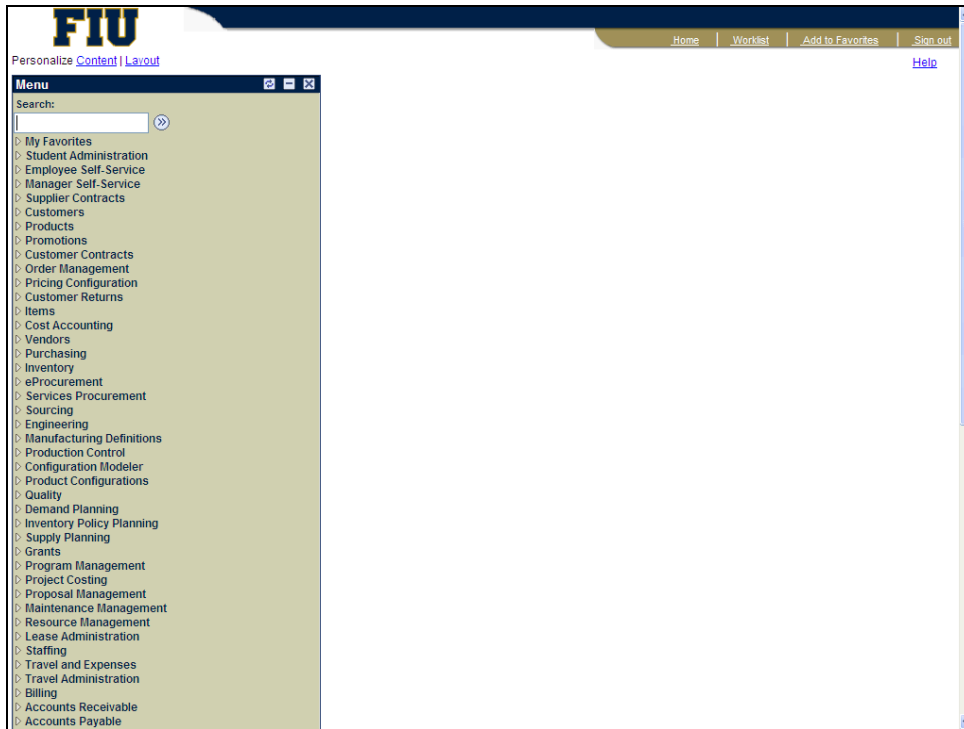 FIU
Home | Worklist | Add to Favorites | Sign out
Personalize Content | Layout
Help
Menu
Search:
My Favorites
Student Administration
Employee Self-Service
Manager Self-Service
Supplier Contracts
Customers
Products
Promotions
Customer Contracts
Order Management
Pricing Configuration
Customer Returns
Items
Cost Accounting
Vendors
Purchasing
Inventory
eProcurement
Services Procurement
Sourcing
Engineering
Manufacturing Definitions
Production Control
Configuration Modeler
Product Configurations
Quality
Demand Planning
Inventory Policy Planning
Supply Planning
Grants
Program Management
Project Costing
Proposal Management
Maintenance Management
Resource Management
Lease Administration
Staffing
Travel and Expenses
Travel Administration
Billing
Accounts Receivable
Accounts Payable